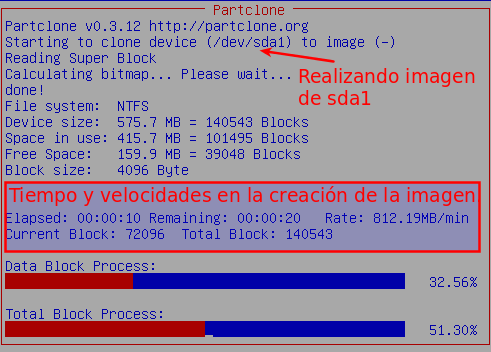 Partclone
Partclone v0.3.12 http://partclone.org
Starting to clone device (/dev/sda1) to image (-)
Reading Super Block
Calculating bitmap... Please wait...
done!
Realizando imagen
de sda1
File system:  NTFS
Device size:  575.7 MB = 140543 Blocks
Space in use: 415.7 MB = 101495 Blocks
Free Space:   159.9 MB = 39048 Blocks
Block size:   4096 Byte
Tiempo y velocidades en la creación de la imagen
Elapsed: 00:00:10 Remaining: 00:00:20   Rate: 812.19MB/min
Current Block: 72096  Total Block: 140543
Data Block Process:
32.56%
Total Block Process:
51.30%